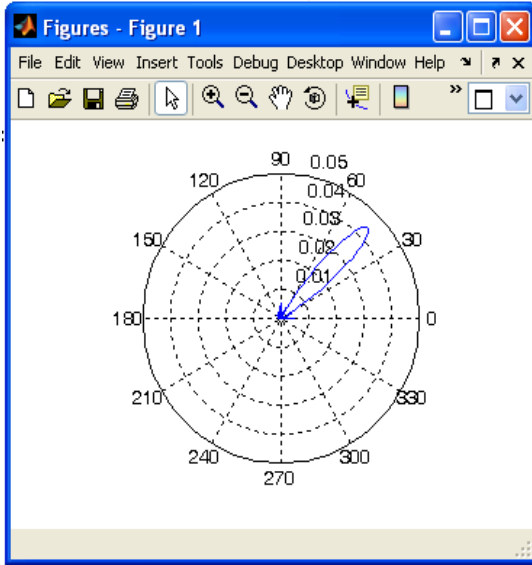 Figures - Figure 1
File Edit View Insert Tools Debug Desktop Window Help
»
90 0.05
120 0.04 60
0.03
150 0.02 30
0.01
180 0
210 330
240 300
270